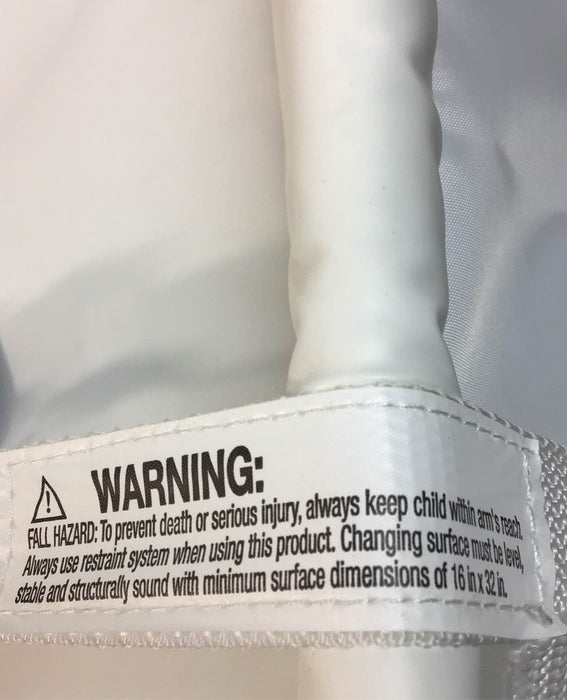 WARNING:
FALL HAZARD: To prevent death or serious injury, always keep child within arm's reach.
Always use restraint system when using this product. Changing surface must be level,
stable and structurally sound with minimum surface dimensions of 16 in x 32 in.